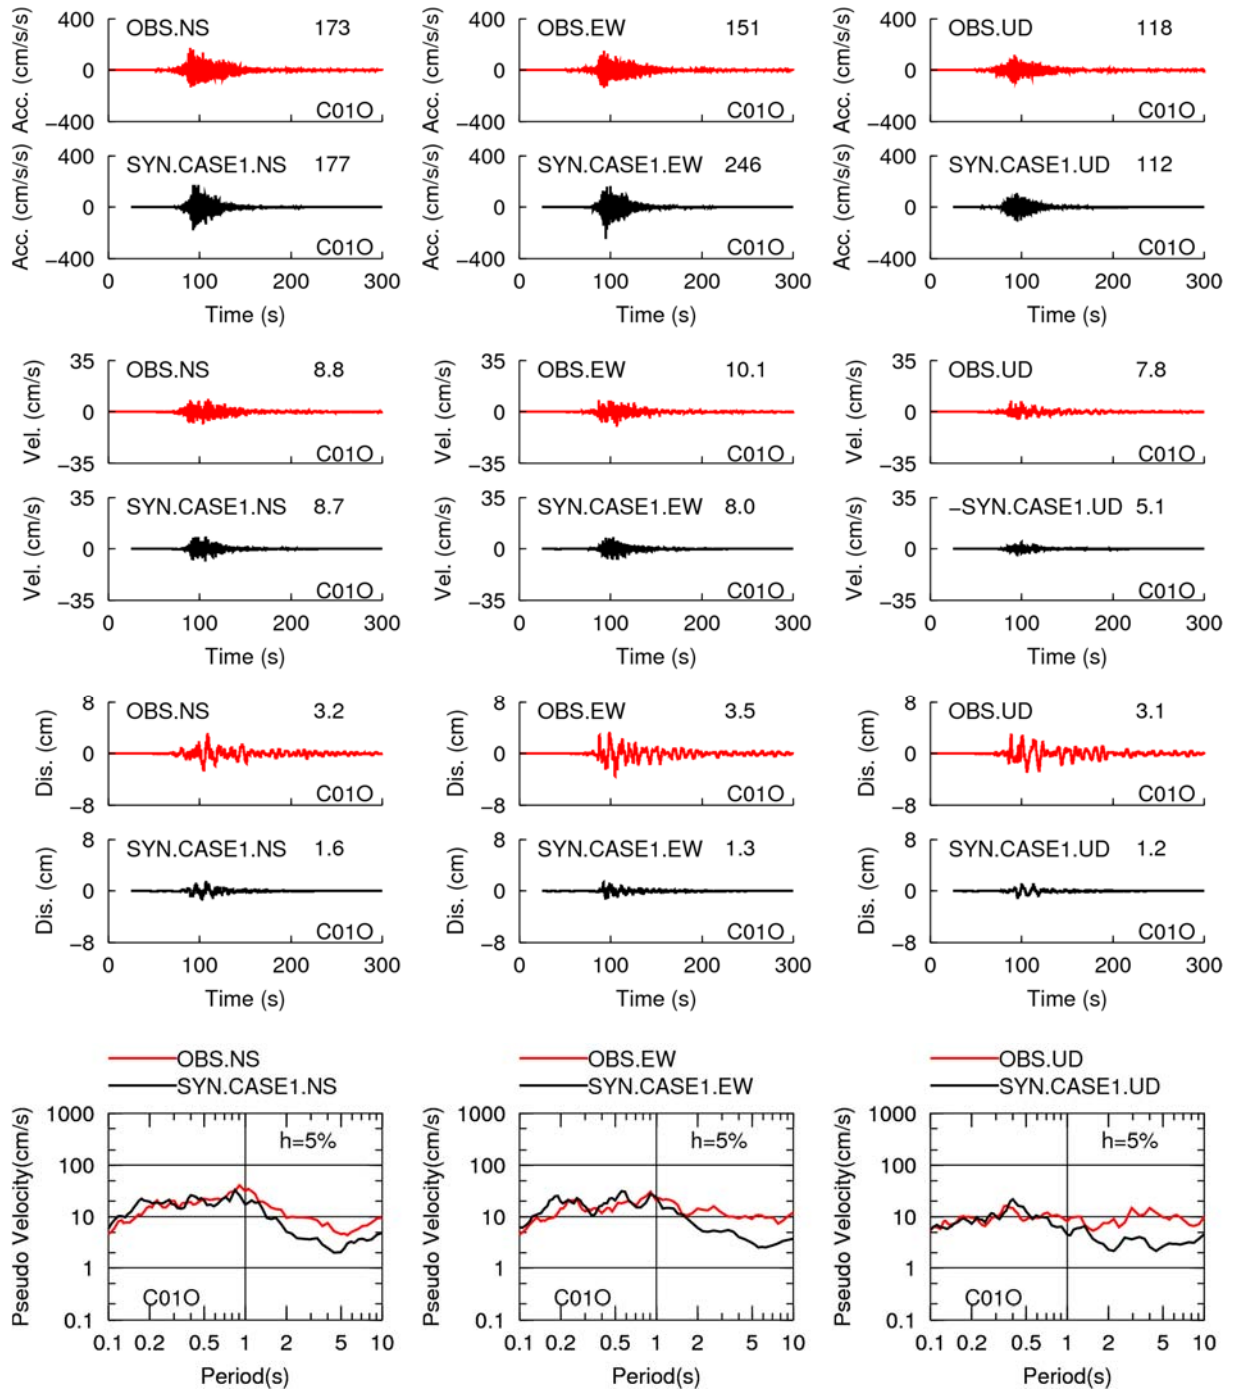 400 OBS.NS 173 400 OBS.EW 151 400 OBS.UD 118
Acc. (cm/s/s) 0 Acc. (cm/s/s) 0 Acc. (cm/s/s) 0
−400 C01O −400 C01O −400 C01O
400 SYN.CASE1.NS 177 400 SYN.CASE1.EW 246 400 SYN.CASE1.UD 112
Acc. (cm/s/s) 0 Acc. (cm/s/s) 0 Acc. (cm/s/s) 0
−400 C01O −400 C01O −400 C01O
0 100 200 300 0 100 200 300 0 100 200 300
Time (s) Time (s) Time (s)
35 OBS.NS 8.8 35 OBS.EW 10.1 35 OBS.UD 7.8
Vel. (cm/s) 0 Vel. (cm/s) 0 Vel. (cm/s) 0
−35 C01O −35 C01O −35 C01O
35 SYN.CASE1.NS 8.7 35 SYN.CASE1.EW 8.0 35 −SYN.CASE1.UD 5.1
Vel. (cm/s) 0 Vel. (cm/s) 0 Vel. (cm/s) 0
−35 C01O −35 C01O −35 C01O
0 100 200 300 0 100 200 300 0 100 200 300
Time (s) Time (s) Time (s)
8 OBS.NS 3.2 8 OBS.EW 3.5 8 OBS.UD 3.1
Dis. (cm) 0 Dis. (cm) 0 Dis. (cm) 0
−8 C01O −8 C01O −8 C01O
8 SYN.CASE1.NS 1.6 8 SYN.CASE1.EW 1.3 8 SYN.CASE1.UD 1.2
Dis. (cm) 0 Dis. (cm) 0 Dis. (cm) 0
−8 C01O −8 C01O −8 C01O
0 100 200 300 0 100 200 300 0 100 200 300
Time (s) Time (s) Time (s)
OBS.NS OBS.EW OBS.UD
SYN.CASE1.NS SYN.CASE1.EW SYN.CASE1.UD
Pseudo Velocity(cm/s) Pseudo Velocity(cm/s) Pseudo Velocity(cm/s)
1000 1000 1000
h=5% h=5% h=5%
100 100 100
10 10 10
1 1 1
C01O C01O C01O
0.1 0.1 0.1
0.1 0.2 0.5 1 2 5 10 0.1 0.2 0.5 1 2 5 10 0.1 0.2 0.5 1 2 5 10
Period(s) Period(s) Period(s)